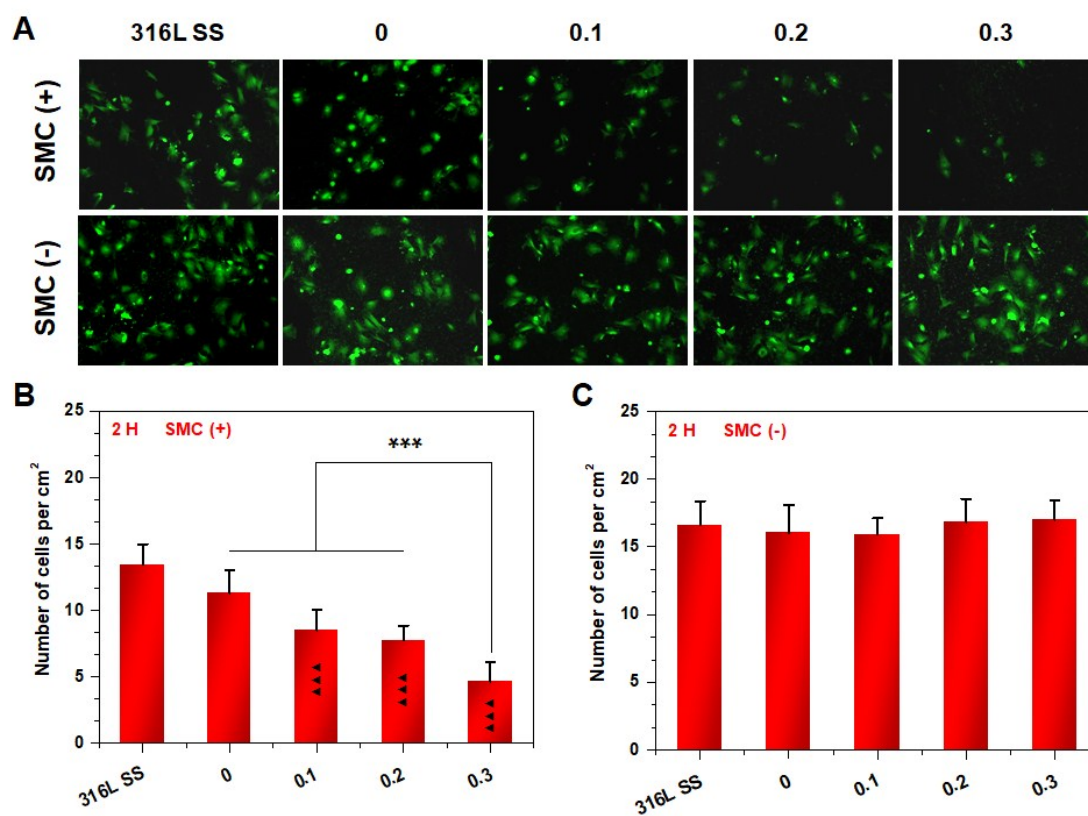 A
316L SS 0 0.1 0.2 0.3
SMC (+)
SMC (-)
B
2 H SMC (+)
***
Number of cells per cm²
25
20
15
10
5
0
316L SS 0 0.1 0.2 0.3
C
2 H SMC (-)
Number of cells per cm²
25
20
15
10
5
0
316L SS 0 0.1 0.2 0.3